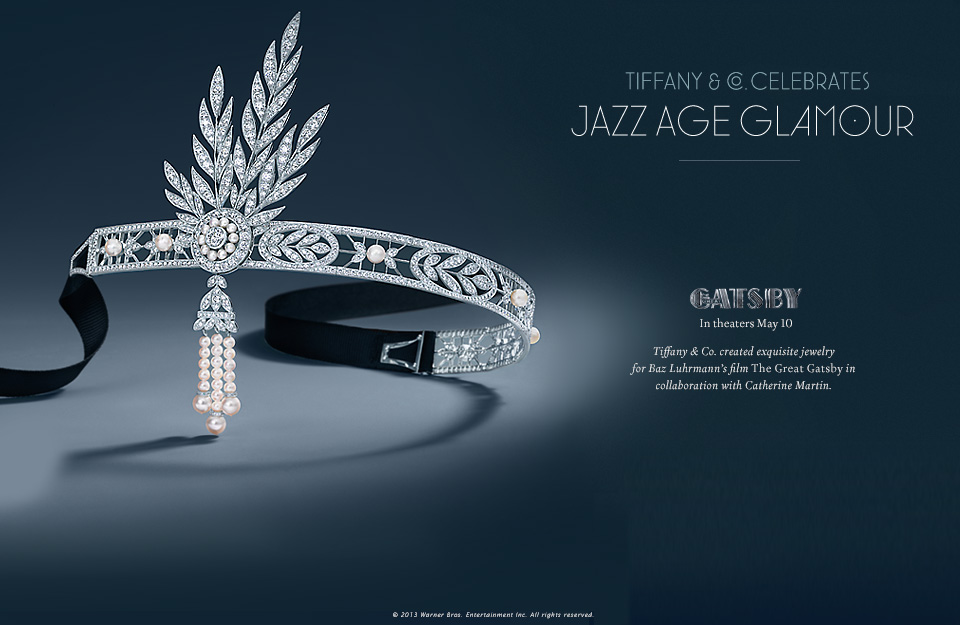 TIFFANY & CO. CELEBRATES
JAZZ AGE GLAMOUR
GATSBY
In theaters May 10
Tiffany & Co. created exquisite jewelry
for Baz Luhrmann's film The Great Gatsby in
collaboration with Catherine Martin.
© 2013 Warner Bros. Entertainment Inc. All rights reserved.